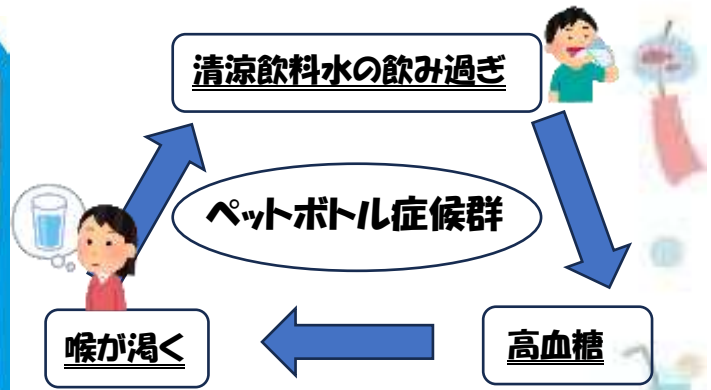 清涼飲料水の飲み過ぎ
ペットボトル症候群
喉が渇く
高血糖